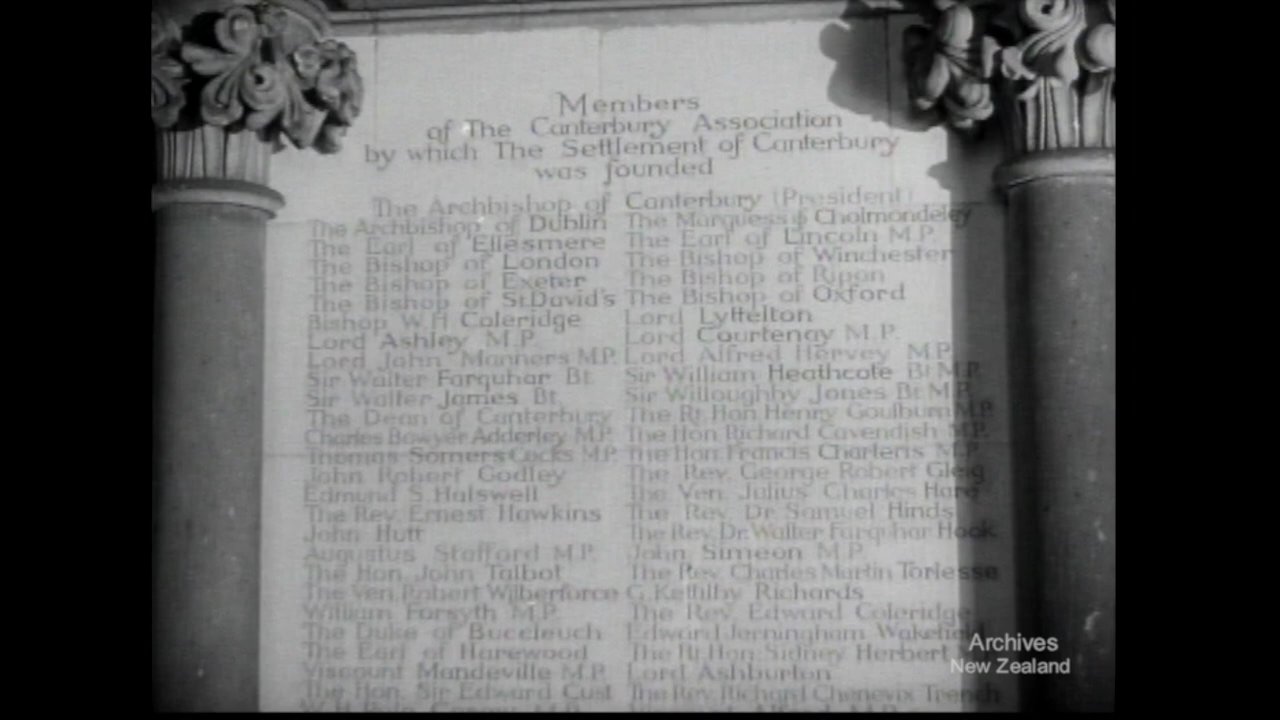 Members
of The Canterbury Association
by which The Settlement of Canterbury
was founded
The Archbishop of Canterbury (President)
The Archbishop of Dublin The Marquess of Cholmondeley
The Earl of Ellesmere The Earl of Lincoln M.P.
The Bishop of London The Bishop of Winchester
The Bishop of Exeter The Bishop of Ripon
The Bishop of St.David's The Bishop of Oxford
Bishop W.H Coleridge Lord Lyttelton
Lord Ashley M.P. Lord Courtenay M.P.
Lord John Manners M.P. Lord Alfred Hervey M.P.
Sir Walter Farquhar Bt. Sir William Heathcote Bt M.P.
Sir Walter James Bt. Sir Willoughby Jones Bt M.P.
The Dean of Canterbury The Rt. Hon Henry Goulburn M.P.
Charles Bowyer Adderley M.P. The Hon Richard Cavendish M.P.
Thomas Somers Cocks M.P. The Hon Francis Charteris M.P.
John Robert Godley The Rev. George Robert Gleig
Edmund S. Halswell The Ven. Julius Charles Hare
The Rev. Ernest Hawkins The Rev. Dr Samuel Hinds
John Hutt The Rev. Dr. Walter Farquhar Hook
Augustus Stafford M.P. John Simeon M.P.
The Hon. John Talbot The Rev. Charles Martin Torlesse
The Ven. Robert Wilberforce G. Kettilby Richards
William Forsyth M.P. The Rev. Edward Coleridge
The Duke of Buccleuch Edward Jerningham Wakefield
The Earl of Harewood The Rt. Hon. Sidney Herbert
Viscount Mandeville M.P. Lord Ashburton
The Hon. Sir Edward Cust The Rev. Richard Chenevix Trench
Archives
New Zealand